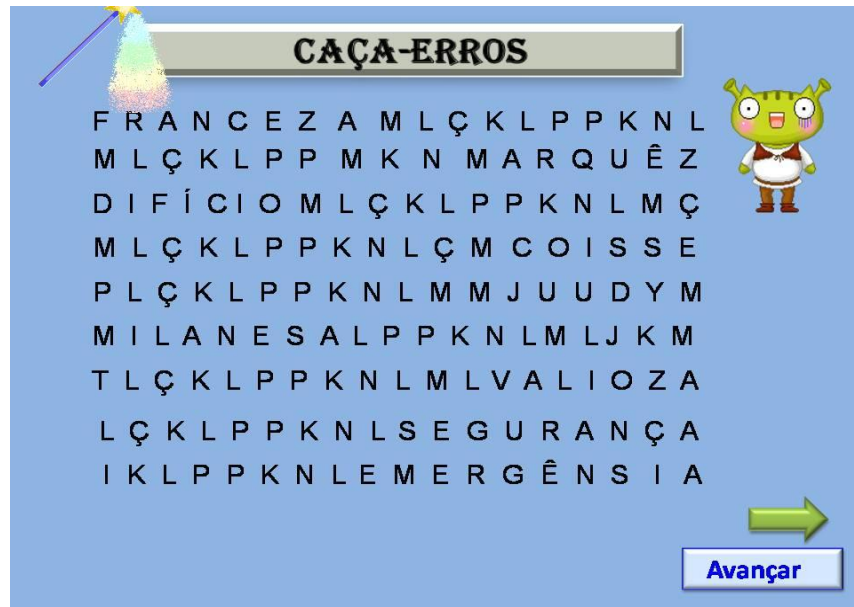 CAÇA-ERROS
F R A N C E Z A M L Ç K L P P K N L
M L Ç K L P P M K N M A R Q U Ê Z
D I F Í C I O M L Ç K L P P K N L M Ç
M L Ç K L P P K N L Ç M C O I S S E
P L Ç K L P P K N L M M J U U D Y M
M I L A N E S A L P P K N L M L J K M
T L Ç K L P P K N L M L V A L I O Z A
L Ç K L P P K N L S E G U R A N Ç A
I K L P P K N L E M E R G Ê N S I A
Avançar